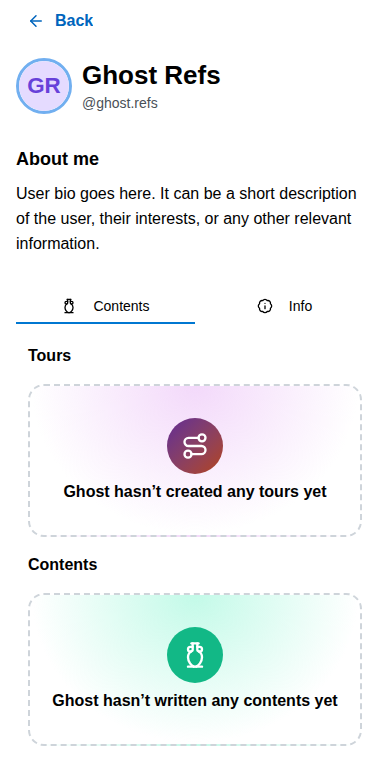 Back
GR
Ghost Refs
@ghost.refs
About me
User bio goes here. It can be a short description
of the user, their interests, or any other relevant
information.
Contents
Info
Tours
Ghost hasn’t created any tours yet
Contents
Ghost hasn’t written any contents yet